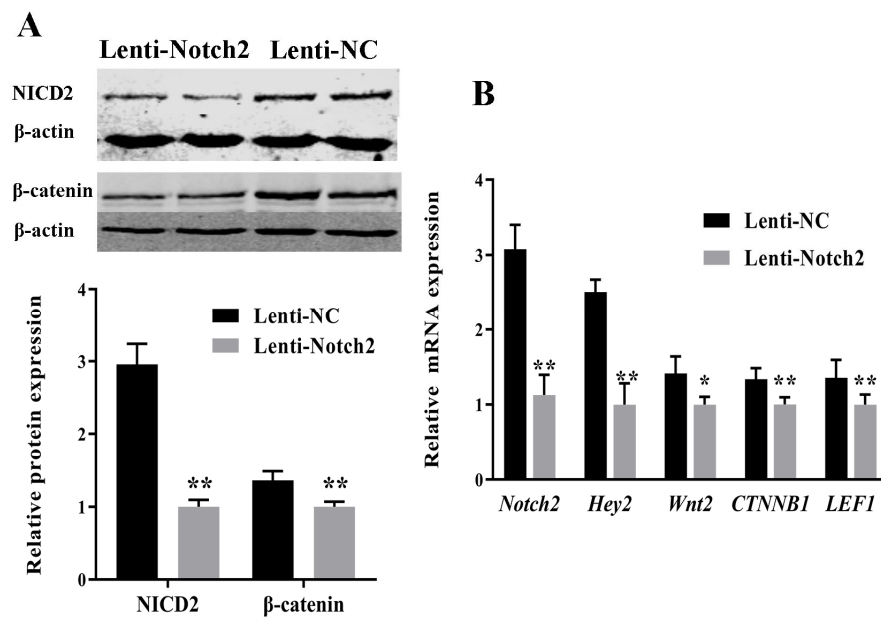 A
Lenti-Notch2 Lenti-NC
NICD2
β-actin
β-catenin
β-actin
Relative protein expression
4
3
2
1
0
Lenti-NC
Lenti-Notch2
**
**
NICD2 β-catenin
B
Relative mRNA expression
4
3
2
1
0
Lenti-NC
Lenti-Notch2
**
**
*
**
**
Notch2 Hey2 Wnt2 CTNNB1 LEF1